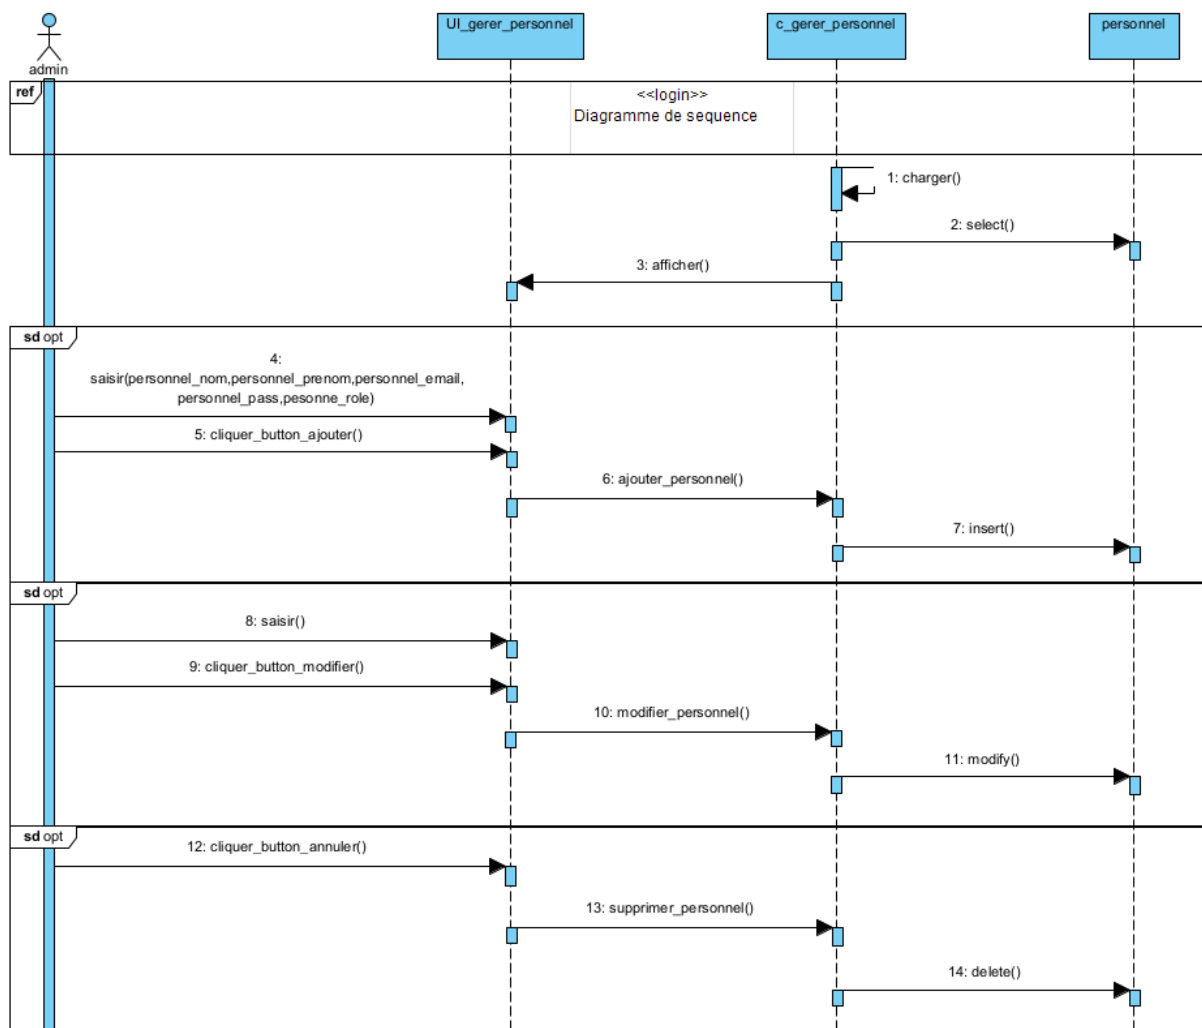 UI_gerer_personnel
c_gerer_personnel
personnel
admin
ref
<<login>>
Diagramme de sequence
1: charger()
2: select()
3: afficher()
sd opt
4:
saisir(personnel_nom,personnel_prenom,personnel_email,
personnel_pass,pesonne_role)
5: cliquer_button_ajouter()
6: ajouter_personnel()
7: insert()
sd opt
8: saisir()
9: cliquer_button_modifier()
10: modifier_personnel()
11: modify()
sd opt
12: cliquer_button_annuler()
13: supprimer_personnel()
14: delete()